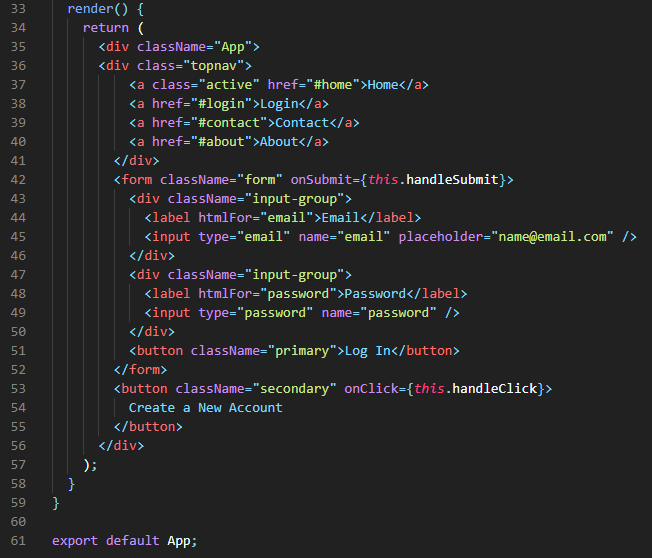 33 render() {
34 return (
35 <div className="App">
36 <div class="topnav">
37 <a class="active" href="#home">Home</a>
38 <a href="#login">Login</a>
39 <a href="#contact">Contact</a>
40 <a href="#about">About</a>
41 </div>
42 <form className="form" onSubmit={this.handleSubmit}>
43 <div className="input-group">
44 <label htmlFor="email">Email</label>
45 <input type="email" name="email" placeholder="name@email.com" />
46 </div>
47 <div className="input-group">
48 <label htmlFor="password">Password</label>
49 <input type="password" name="password" />
50 </div>
51 <button className="primary">Log In</button>
52 </form>
53 <button className="secondary" onClick={this.handleClick}>
54 Create a New Account
55 </button>
56 </div>
57 );
58 }
59 }
60
61 export default App;